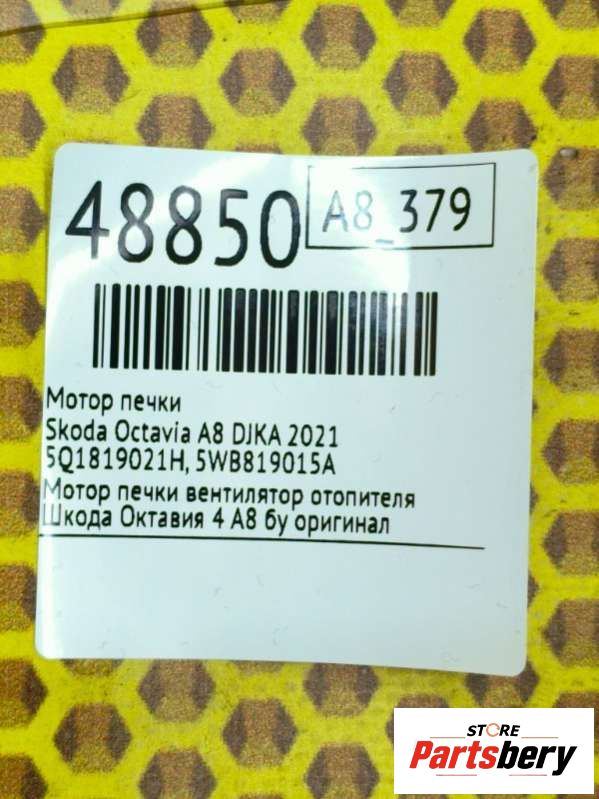 48850
A8_379
Мотор печки
Skoda Octavia A8 DJKA 2021
5Q1819021H, 5WB819015A
Мотор печки вентилятор отопителя
Шкода Октавия 4 А8 бу оригинал
STORE
Partsbery